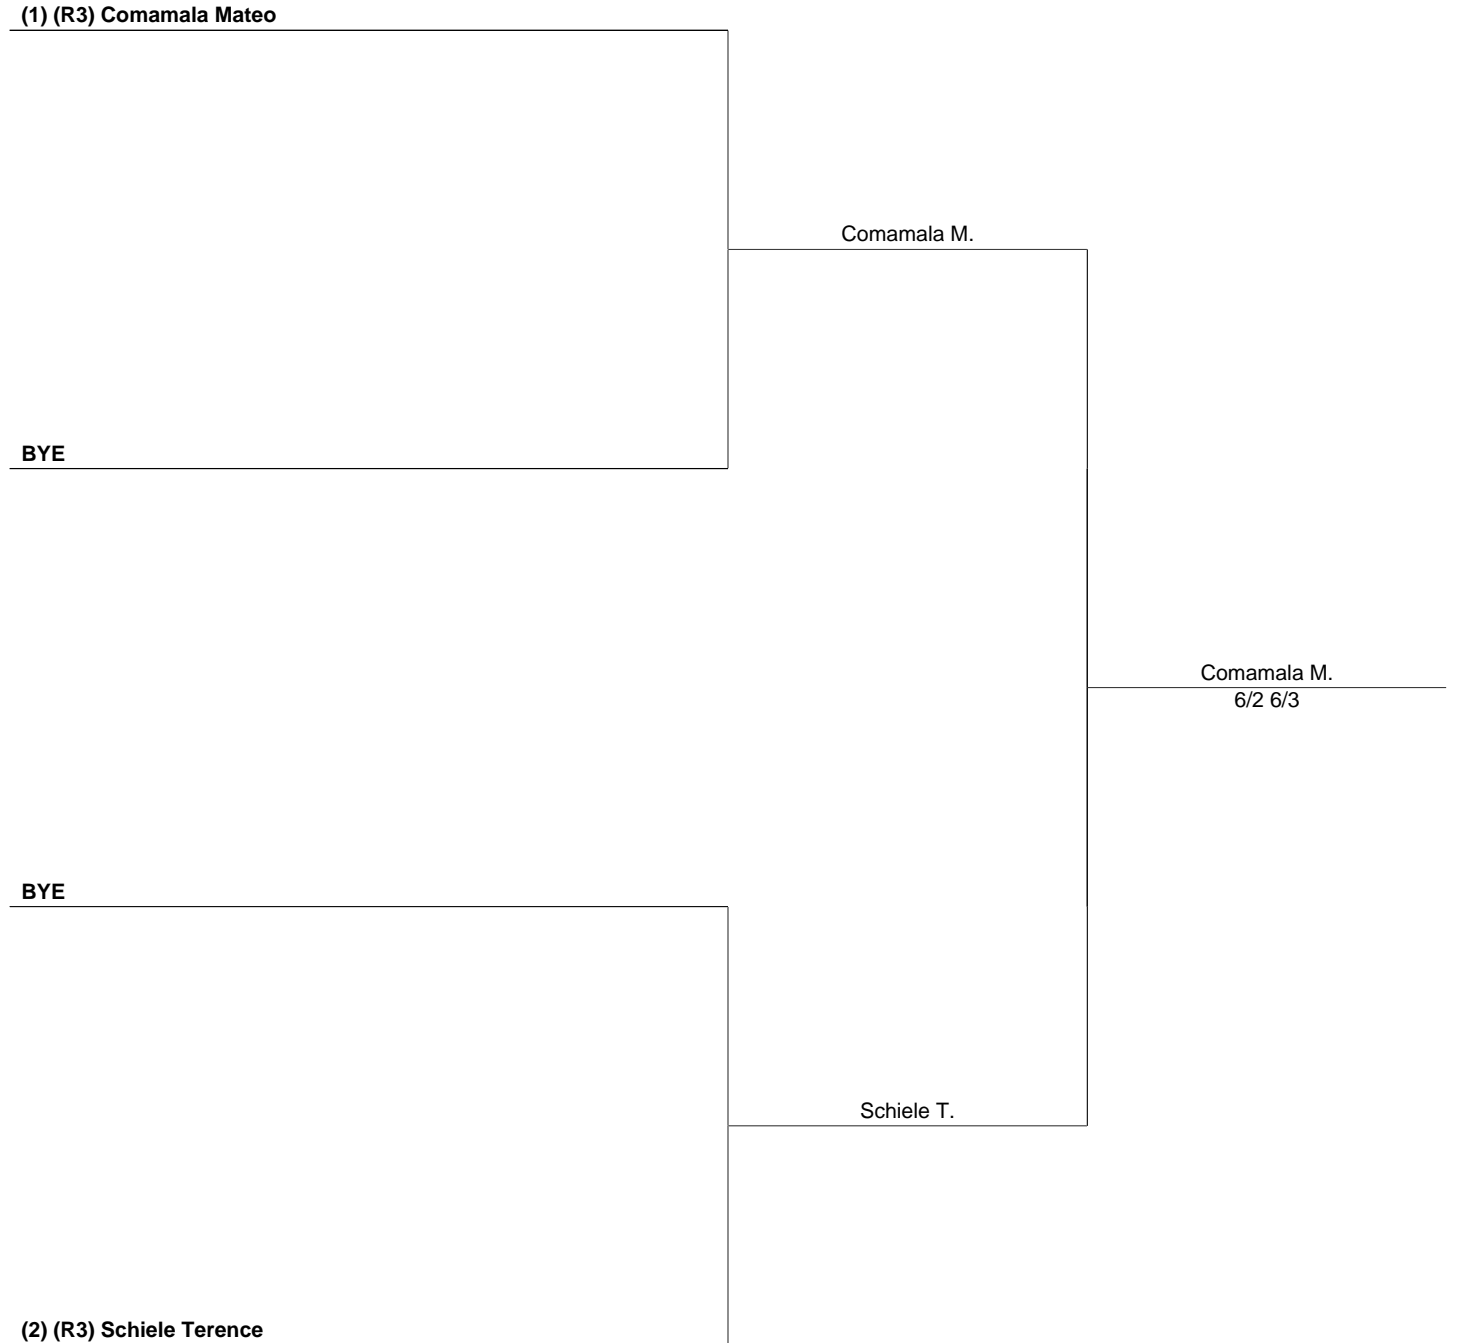 (1) (R3) Comamala Mateo
Comamala M.
BYE
Comamala M.
6/2 6/3
BYE
Schiele T.
(2) (R3) Schiele Terence